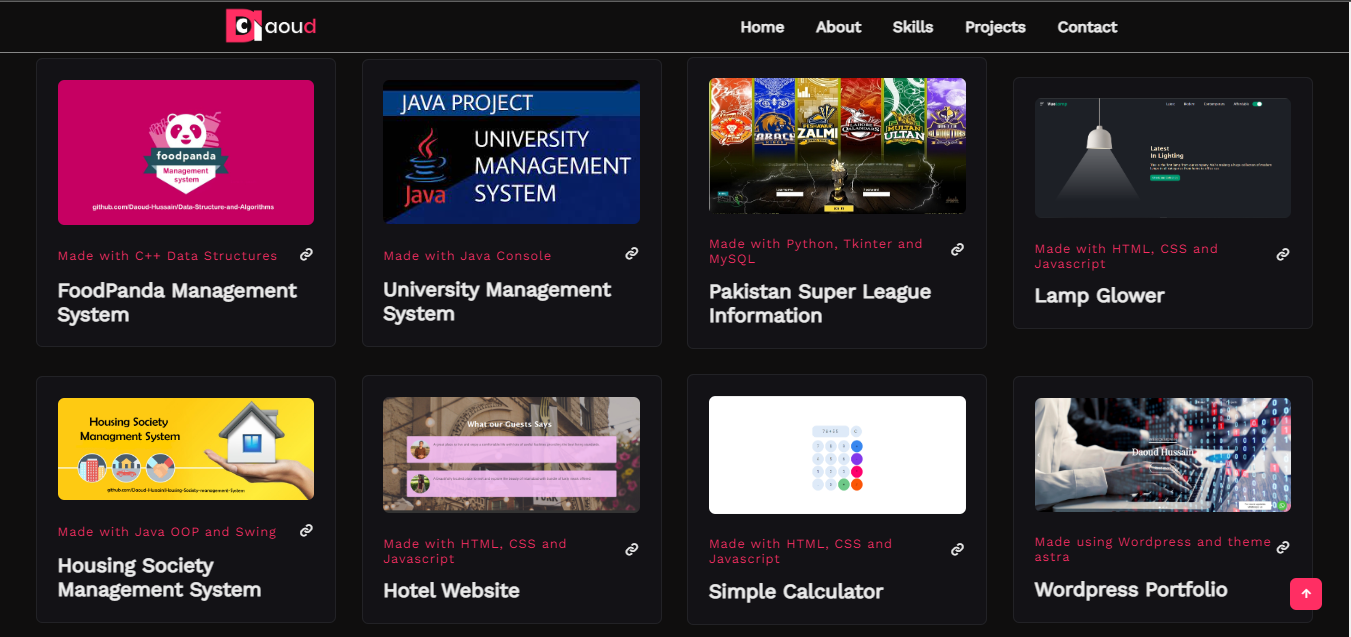 Daoud
Home
About
Skills
Projects
Contact
foodpanda
Management
system
github.com/Daoud-Hussain/Data-Structure-and-Algorithms
Made with C++ Data Structures
FoodPanda Management
System
JAVA PROJECT
UNIVERSITY
MANAGEMENT
SYSTEM
Java
Made with Java Console
University Management
System
ZALMI
Made with Python, Tkinter and
MySQL
Pakistan Super League
Information
Latest
In Lighting
Made with HTML, CSS and
Javascript
Lamp Glower
Housing Society
Managment System
github.com/Daoud-Hussain/Housing-Society-management-System
Made with Java OOP and Swing
Housing Society
Management System
What our Guests Says
Made with HTML, CSS and
Javascript
Hotel Website
Made with HTML, CSS and
Javascript
Simple Calculator
Daoud Hussain
Made using Wordpress and theme
astra
Wordpress Portfolio